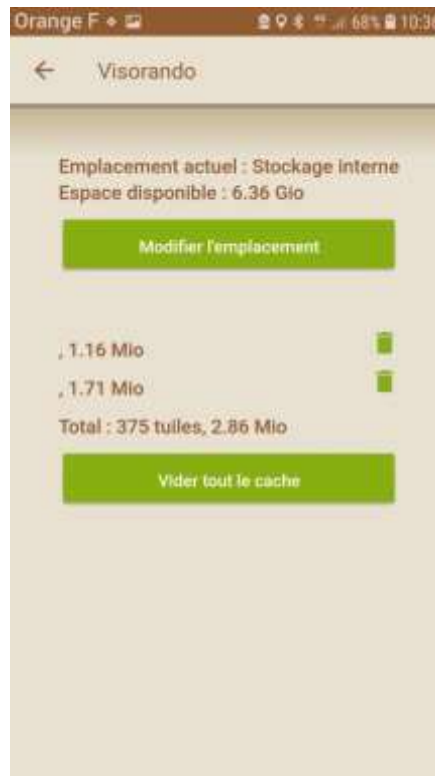 Orange F 68% 10:36
Visorando
Emplacement actuel : Stockage interne
Espace disponible : 6.36 Gio
Modifier l'emplacement
, 1.16 Mio
, 1.71 Mio
Total : 375 tuiles, 2.86 Mio
Vider tout le cache